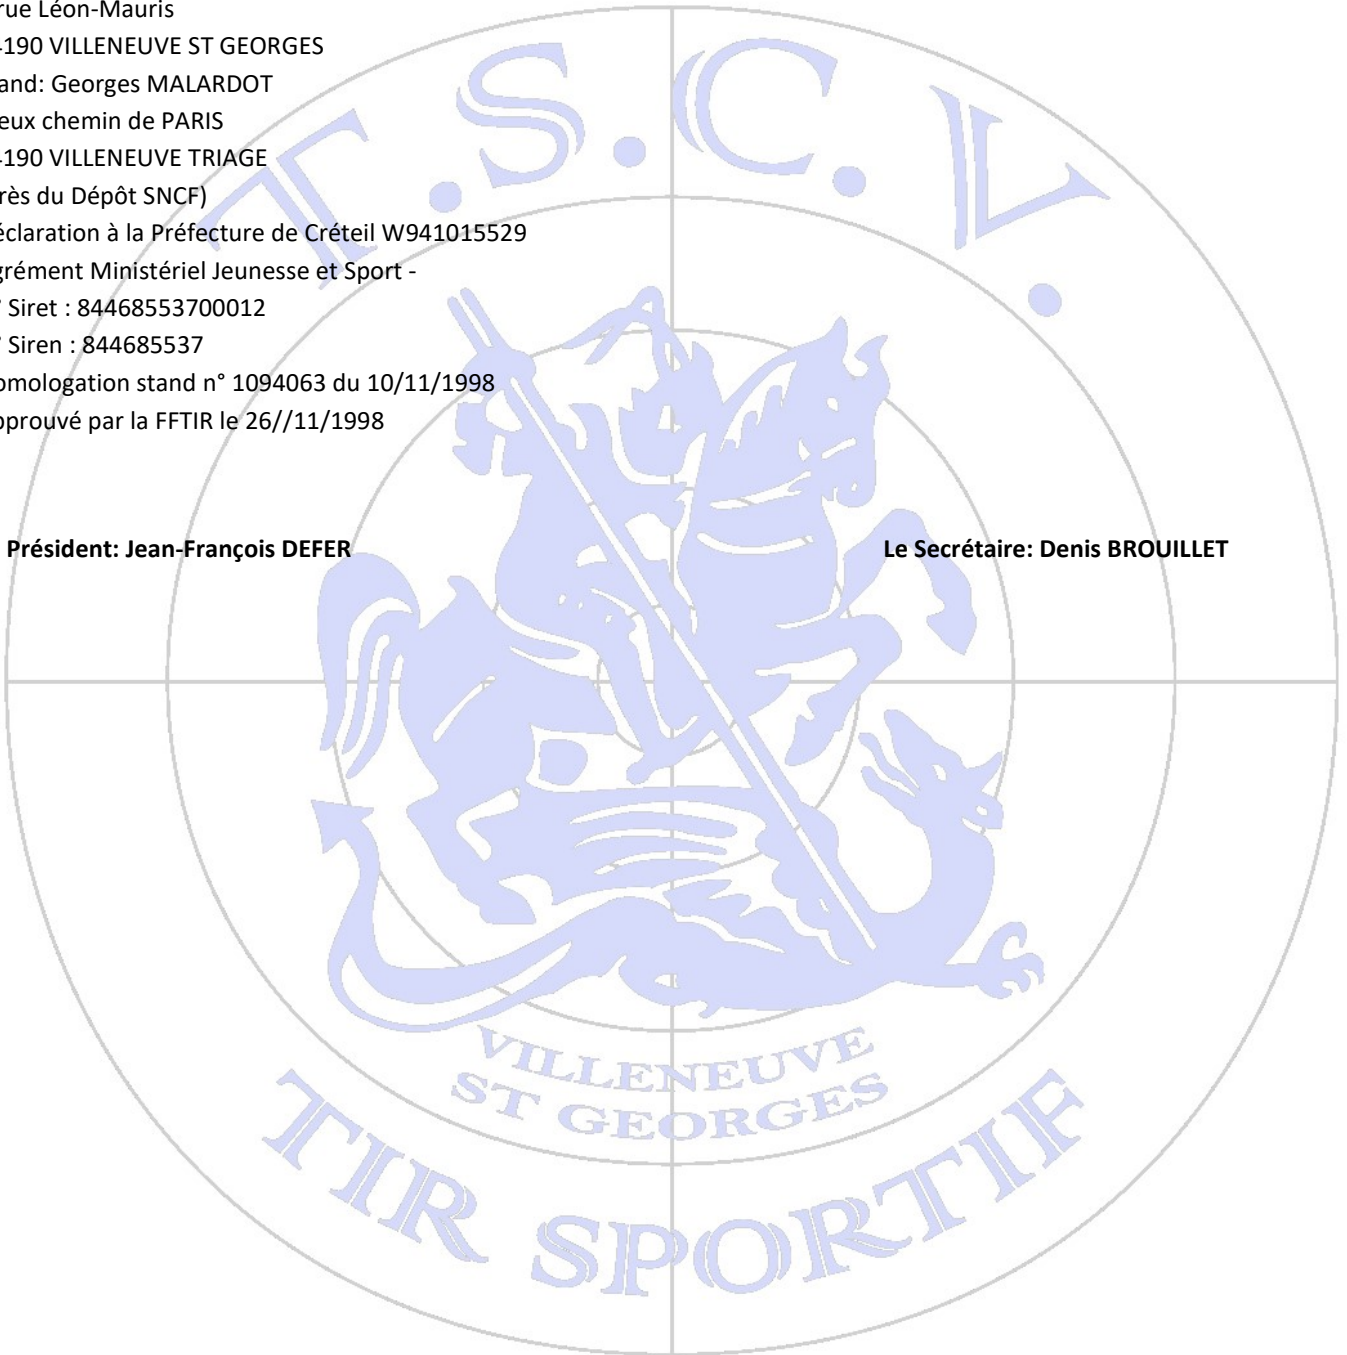 rue Léon-Mauris
4190 VILLENEUVE ST GEORGES
and: Georges MALARDOT
eux chemin de PARIS
4190 VILLENEUVE TRIAGE
rès du Dépôt SNCF)
éclaration à la Préfecture de Créteil W941015529
grément Ministériel Jeunesse et Sport -
° Siret : 84468553700012
° Siren : 844685537
omologation stand n° 1094063 du 10/11/1998
pprouvé par la FFTIR le 26//11/1998
Président: Jean-François DEFER
Le Secrétaire: Denis BROUILLET
T.S.C.V.
VILLENEUVE
ST GEORGES
TIR SPORTIF